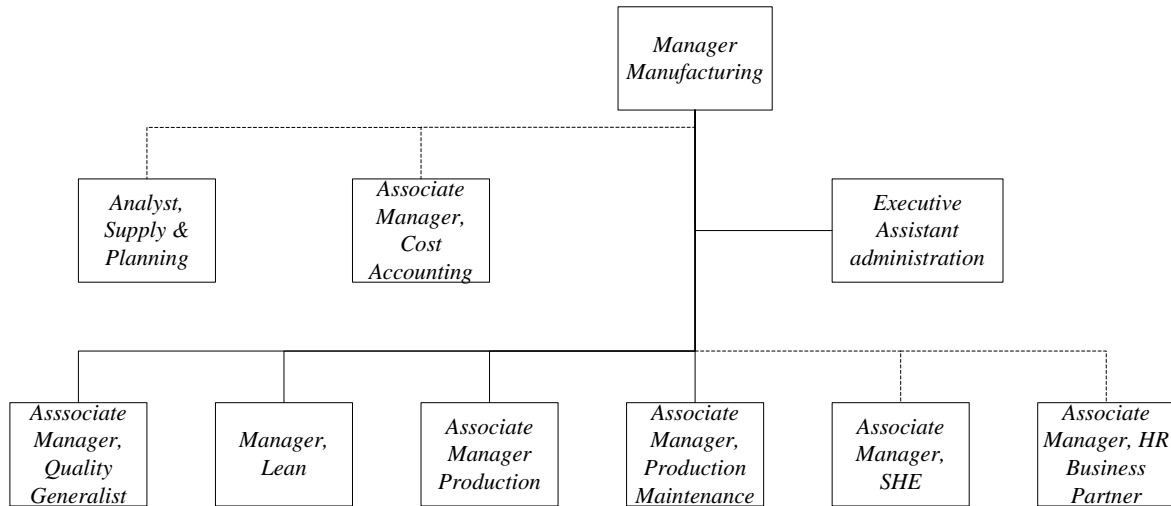 Manager
Manufacturing
Analyst,
Supply &
Planning
Associate
Manager,
Cost
Accounting
Executive
Assistant
administration
Asssociate
Manager,
Quality
Generalist
Manager,
Lean
Associate
Manager
Production
Associate
Manager,
Production
Maintenance
Associate
Manager,
SHE
Associate
Manager, HR
Business
Partner